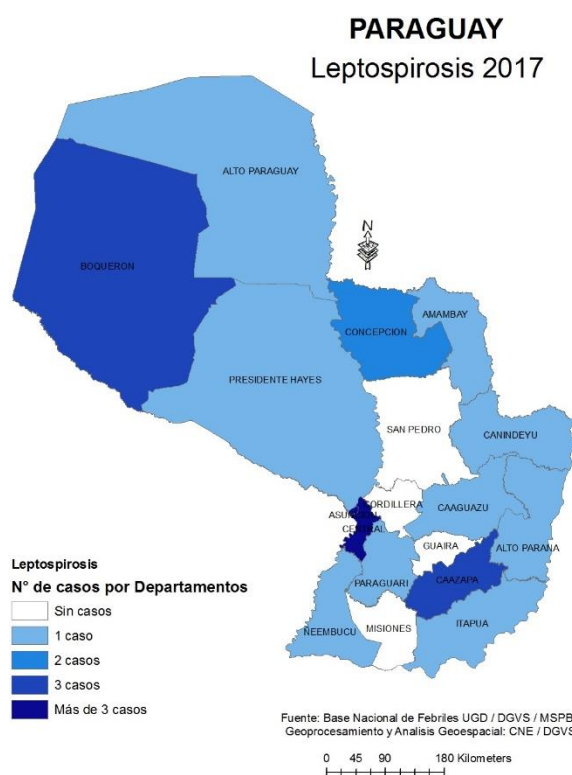 PARAGUAY
Leptospirosis 2017
ALTO PARAGUAY
N
BOQUERON
AMAMBAY
CONCEPCION
PRESIDENTE HAYES
SAN PEDRO
CANINDEYU
CORDILLERA
CAAGUAZU
ASUNCION
CENTRAL
GUAIRA
ALTO PARANA
PARAGUARI
CAAZAPA
ÑEEMBUCU
MISIONES
ITAPUA
Leptospirosis
N° de casos por Departamentos
Sin casos
1 caso
2 casos
3 casos
Más de 3 casos
Fuente: Base Nacional de Febriles UGD / DGVS / MSPB
Geoprocesamiento y Analisis Geoespacial: CNE / DGVS
0 45 90 180 Kilometers